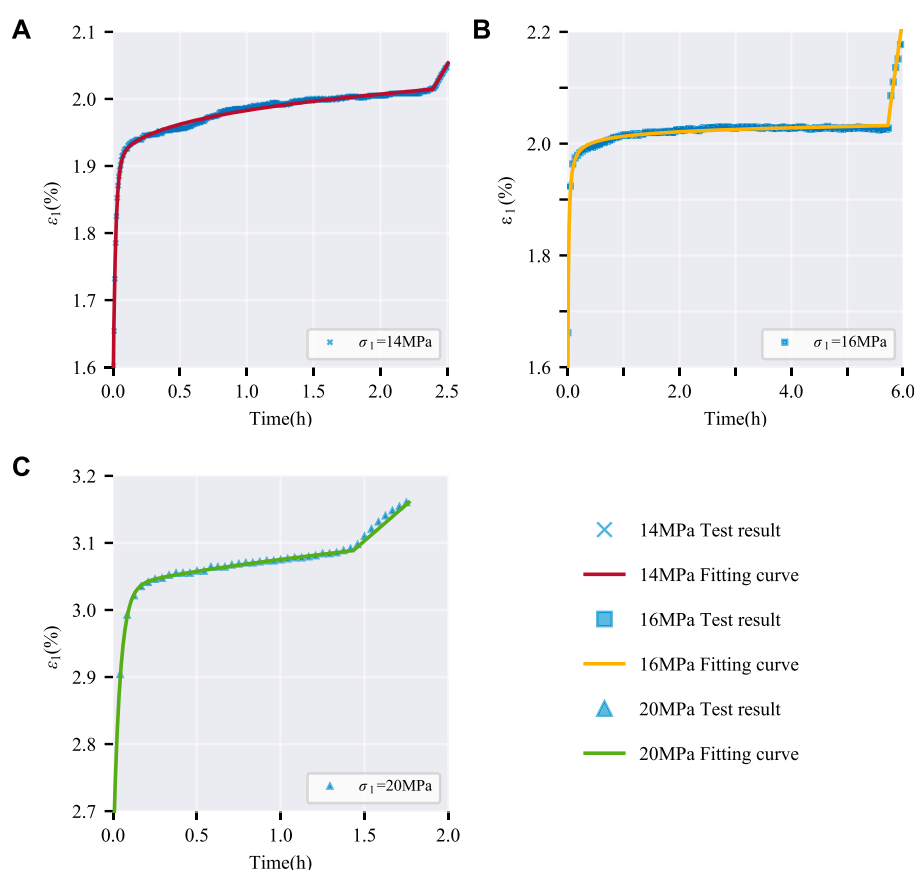 A
2.1
2.0
1.9
1.8
1.7
1.6
ε₁(%)
σ₁=14MPa
0.0 0.5 1.0 1.5 2.0 2.5
Time(h)
B
2.2
2.0
1.8
1.6
ε₁(%)
σ₁=16MPa
0.0 2.0 4.0 6.0
Time(h)
C
3.2
3.1
3.0
2.9
2.8
2.7
ε₁(%)
σ₁=20MPa
0.0 0.5 1.0 1.5 2.0
Time(h)
14MPa Test result
14MPa Fitting curve
16MPa Test result
16MPa Fitting curve
20MPa Test result
20MPa Fitting curve